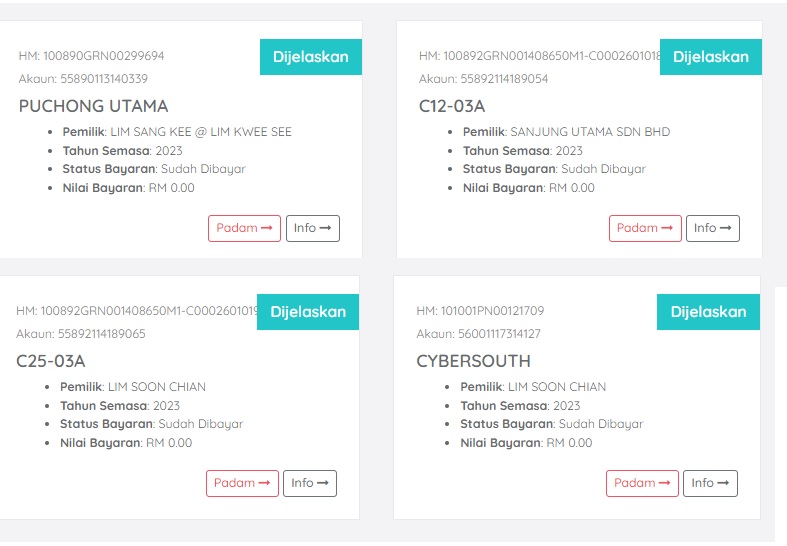 HM: 100890GRN00299694
Dijelaskan
Akaun: 55890113140339
PUCHONG UTAMA
Pemilik: LIM SANG KEE @ LIM KWEE SEE
Tahun Semasa: 2023
Status Bayaran: Sudah Dibayar
Nilai Bayaran: RM 0.00
Padam
Info
HM: 100892GRN001408650M1-C0002601018
Dijelaskan
Akaun: 55892114189054
C12-03A
Pemilik: SANJUNG UTAMA SDN BHD
Tahun Semasa: 2023
Status Bayaran: Sudah Dibayar
Nilai Bayaran: RM 0.00
Padam
Info
HM: 100892GRN001408650M1-C0002601019
Dijelaskan
Akaun: 55892114189065
C25-03A
Pemilik: LIM SOON CHIAN
Tahun Semasa: 2023
Status Bayaran: Sudah Dibayar
Nilai Bayaran: RM 0.00
Padam
Info
HM: 101001PN00121709
Dijelaskan
Akaun: 56001117314127
CYBERSOUTH
Pemilik: LIM SOON CHIAN
Tahun Semasa: 2023
Status Bayaran: Sudah Dibayar
Nilai Bayaran: RM 0.00
Padam
Info